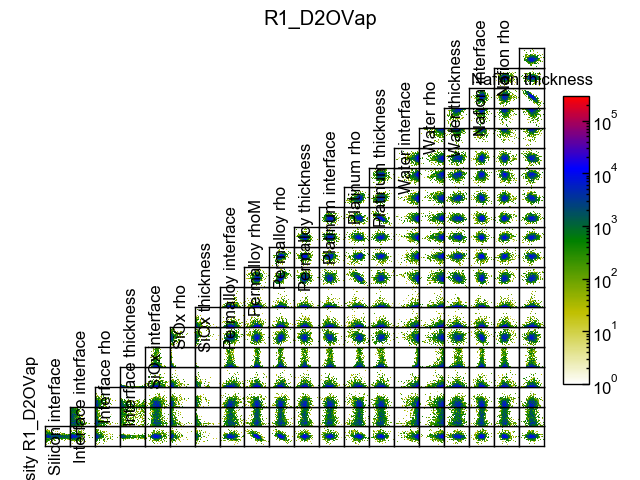 R1_D2OVap
sity R1_D2OVap
Silicon interface
Interface interface
Interface rho
Interface thickness
SiOx interface
SiOx rho
SiOx thickness
Permalloy interface
Permalloy rhoM
Permalloy rho
Permalloy thickness
Platinum interface
Platinum rho
Platinum thickness
Water interface
Water rho
Water thickness
Nafion interface
Nafion rho
Nafion thickness
10^5
10^4
10^3
10^2
10^1
10^0